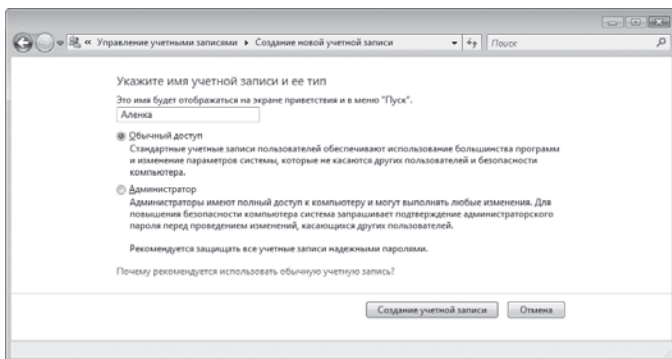 « Управление учетными записями ▸ Создание новой учетной записи
Поиск
Укажите имя учетной записи и ее тип
Это имя будет отображаться на экране приветствия и в меню "Пуск".
Аленка
Обычный доступ
Стандартные учетные записи пользователей обеспечивают использование большинства программ
и изменение параметров системы, которые не касаются других пользователей и безопасности
компьютера.
Администратор
Администраторы имеют полный доступ к компьютеру и могут выполнять любые изменения. Для
повышения безопасности компьютера система запрашивает подтверждение администраторского
пароля перед проведением изменений, касающихся других пользователей.
Рекомендуется защищать все учетные записи надежными паролями.
Почему рекомендуется использовать обычную учетную запись?
Создание учетной записи
Отмена